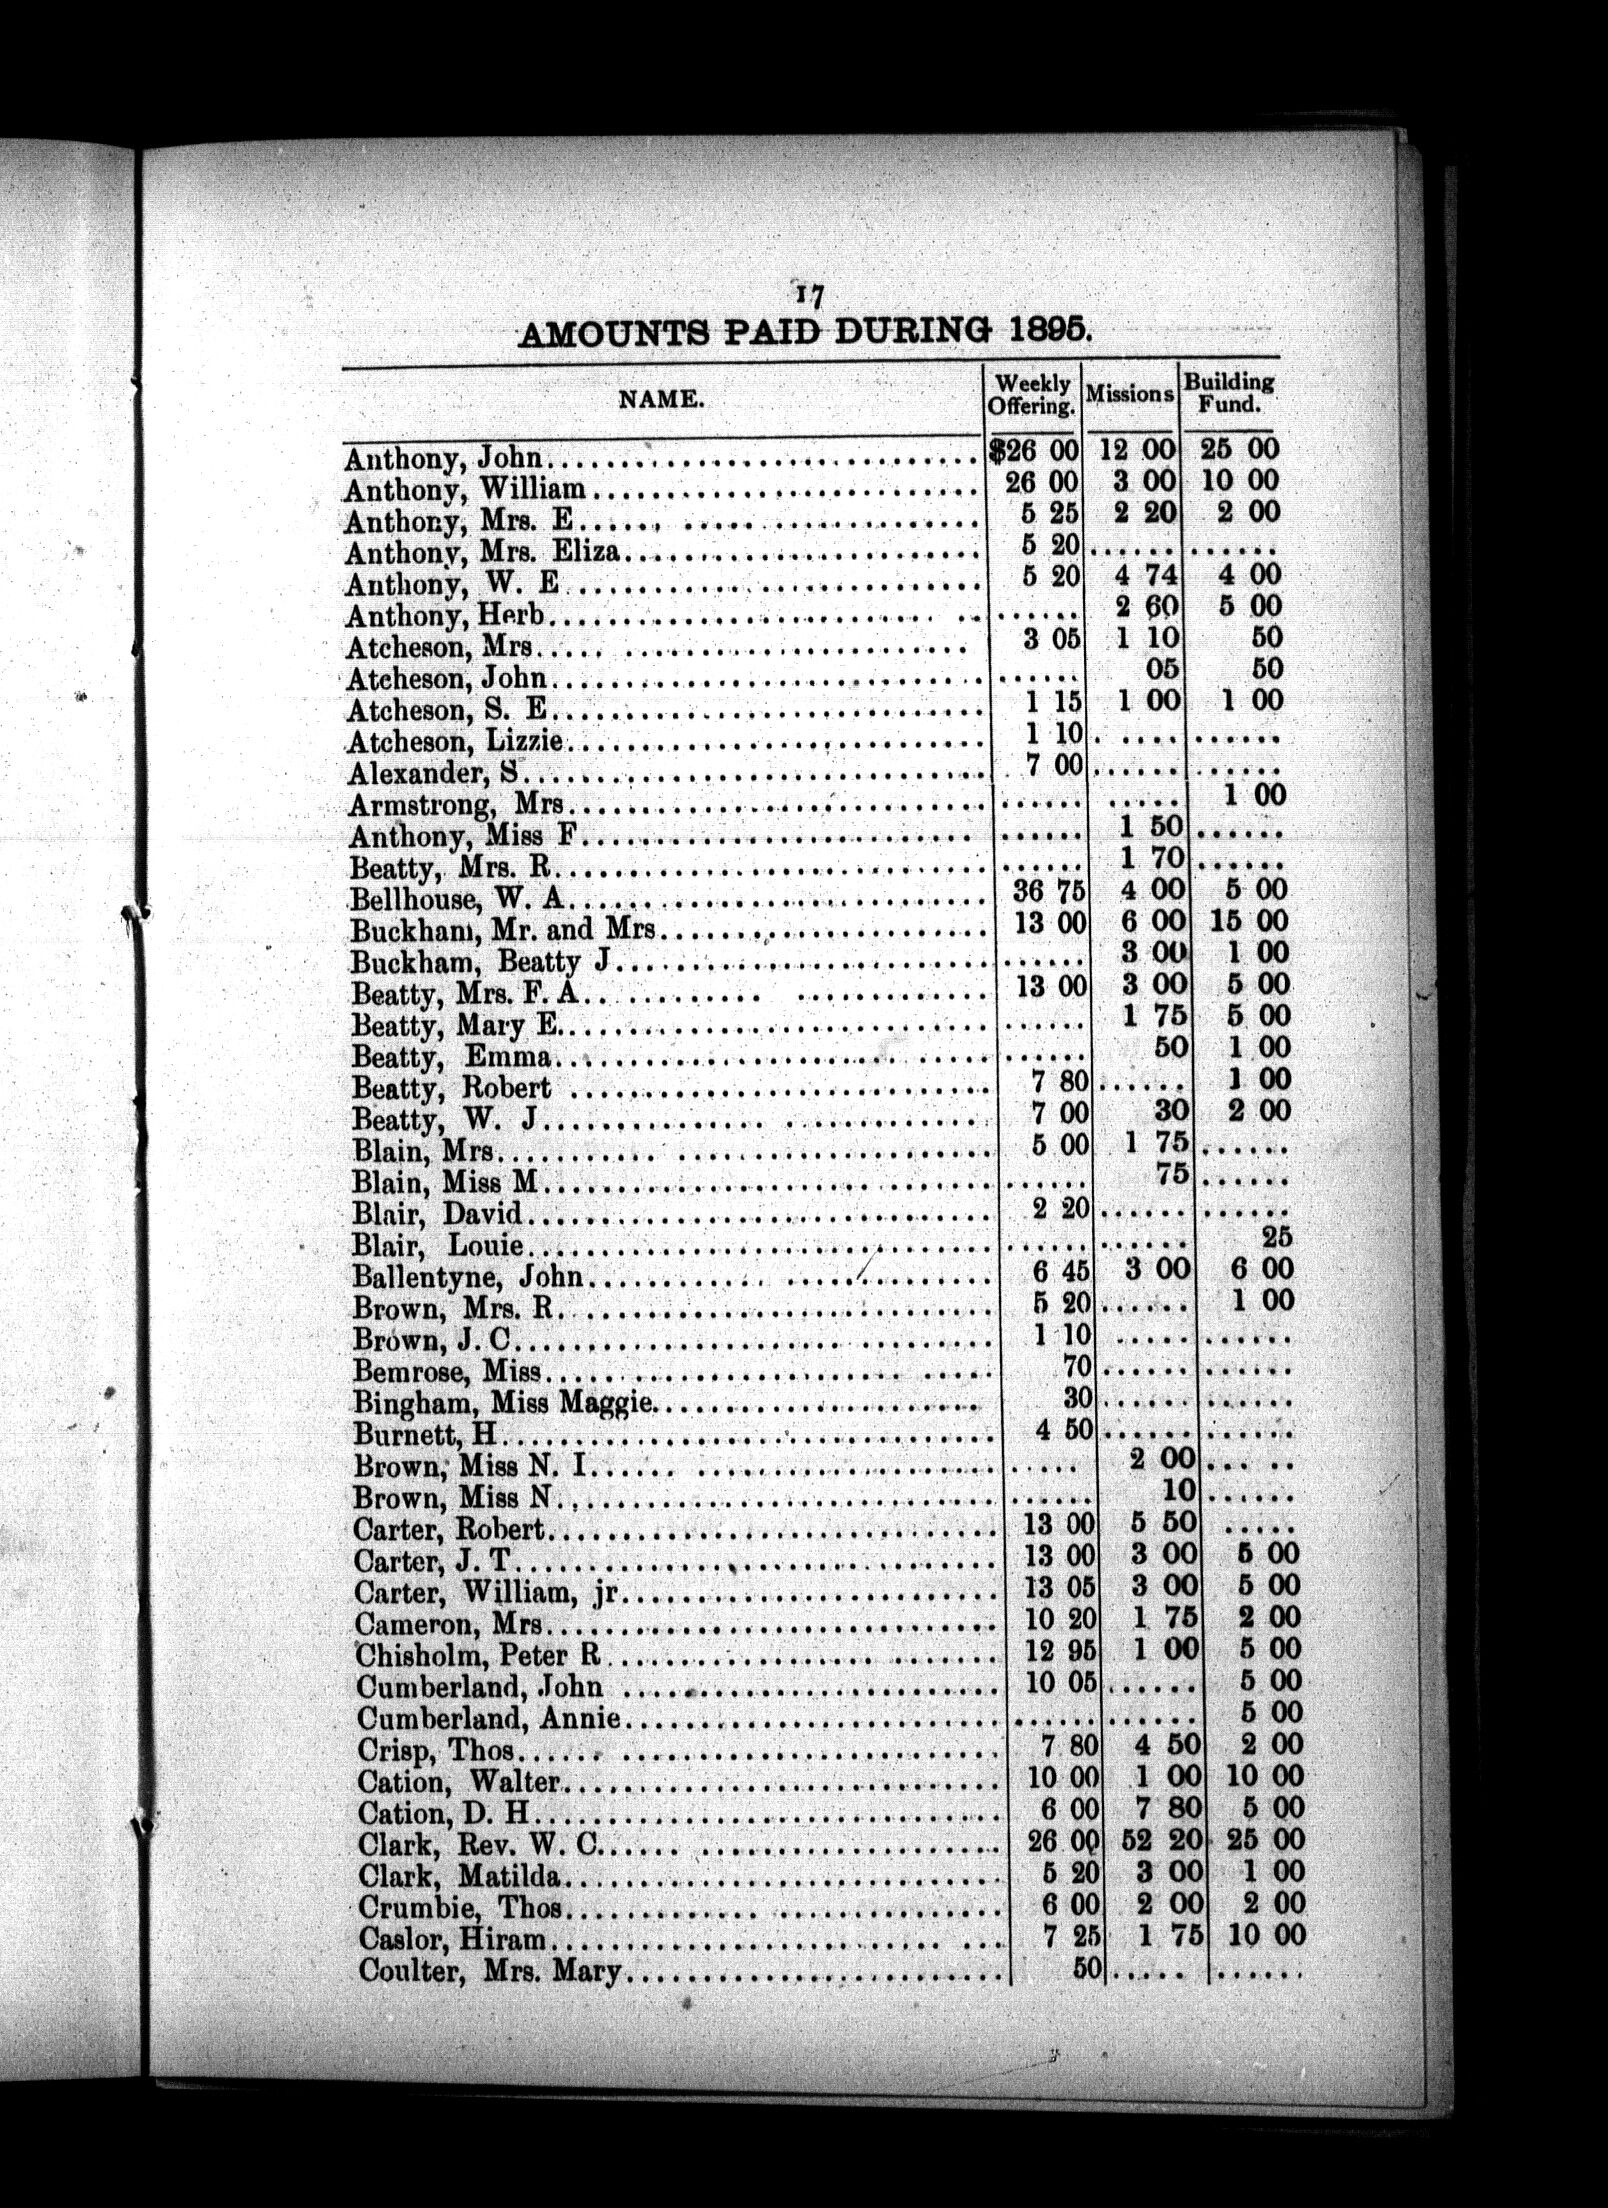 17
AMOUNTS PAID DURING 1895.
NAME. Weekly Offering. Missions Building Fund.
Anthony, John.............................. $26 00 12 00 25 00
Anthony, William.......................... 26 00 3 00 10 00
Anthony, Mrs. E...... ..... .............. 5 25 2 20 2 00
Anthony, Mrs. Eliza........................ 5 20 ...... ......
Anthony, W. E ............................ 5 20 4 74 4 00
Anthony, Herb.......................... .. ...... 2 60 5 00
Atcheson, Mrs..... ........................ 3 05 1 10 50
Atcheson, John.............................. ...... 05 50
Atcheson, S. E.............................. 1 15 1 00 1 00
Atcheson, Lizzie............................. 1 10 . .... ......
Alexander, S................................ 7 00 ...... ......
Armstrong, Mrs............................. ...... ..... 1 00
Anthony, Miss F........................... ...... 1 50 ......
Beatty, Mrs. R.............................. ...... 1 70 ......
Bellhouse, W. A............................. 36 75 4 00 5 00
Buckham, Mr. and Mrs...................... 13 00 6 00 15 00
Buckham, Beatty J.......................... ...... 3 00 1 00
Beatty, Mrs. F. A............ ............. 13 00 3 00 5 00
Beatty, Mary E.............................. ...... 1 75 5 00
Beatty, Emma....................... ....... ...... 50 1 00
Beatty, Robert ............................. 7 80 ...... 1 00
Beatty, W. J................ ............. 7 00 30 2 00
Blain, Mrs........... ..................... 5 00 1 75 ......
Blain, Miss M............................... ...... 75 ......
Blair, David................................ 2 20 ...... ......
Blair, Louie................................ ...... ...... 25
Ballentyne, John............ .............. 6 45 3 00 6 00
Brown, Mrs. R.............................. 5 20 ...... 1 00
Brown, J. C...................... ......... 1 10 ..... ......
Bemrose, Miss........................ ..... 70 ...... ......
Bingham, Miss Maggie...................... 30 ...... ......
Burnett, H.................................. 4 50 ...... ......
Brown, Miss N. I...... .................... ..... 2 00 ... ..
Brown, Miss N.............................. ...... 10 ......
Carter, Robert.............................. 13 00 5 50 .....
Carter, J. T................................. 13 00 3 00 5 00
Carter, William, jr.......................... 13 05 3 00 5 00
Cameron, Mrs............................... 10 20 1 75 2 00
Chisholm, Peter R.................. ....... 12 95 1 00 5 00
Cumberland, John .......................... 10 05 ...... 5 00
Cumberland, Annie.......................... ...... ...... 5 00
Crisp, Thos...... .......................... 7 80 4 50 2 00
Cation, Walter.............................. 10 00 1 00 10 00
Cation, D. H................................ 6 00 7 80 5 00
Clark, Rev. W. C...... ..................... 26 00 52 20 25 00
Clark, Matilda.............................. 5 20 3 00 1 00
Crumbie, Thos............. ............... 6 00 2 00 2 00
Caslor, Hiram.......................... ... 7 25 1 75 10 00
Coulter, Mrs. Mary.......................... 50 ..... ......